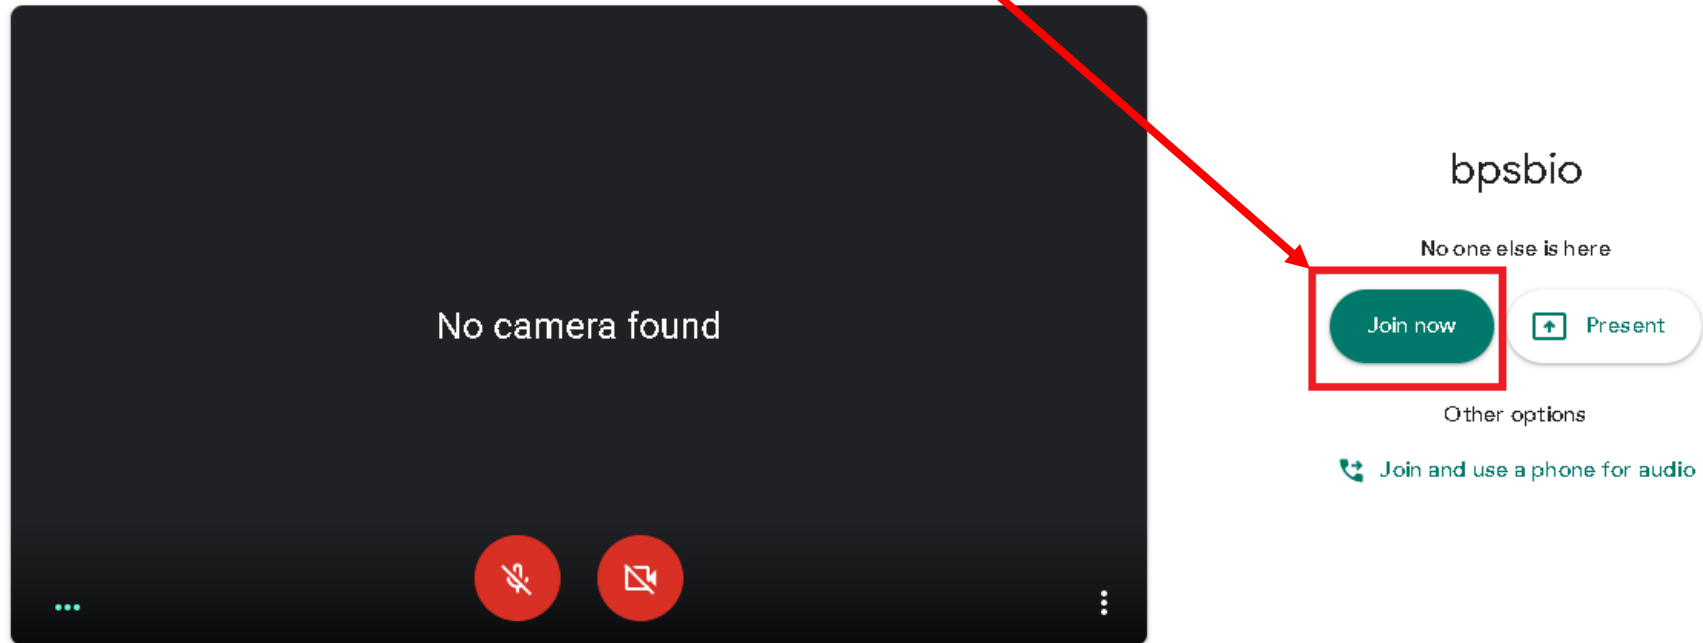 No camera found
bpsbio
No one else is here
Join now
Present
Other options
Join and use a phone for audio